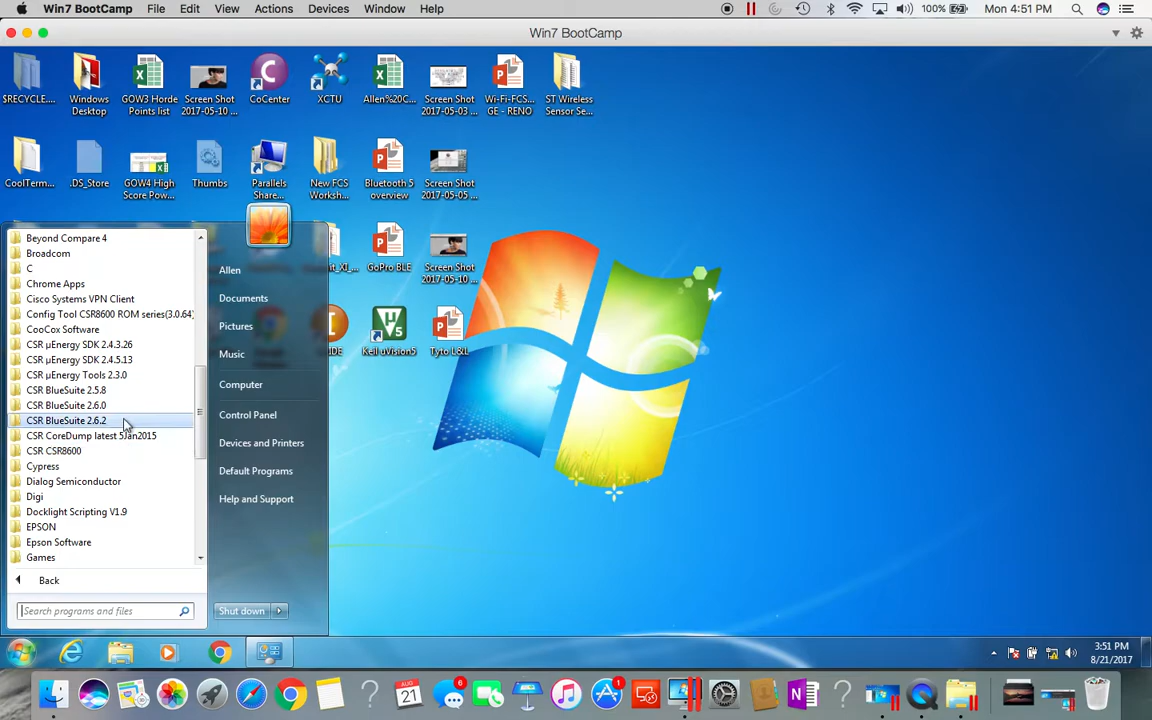 Win7 BootCamp File Edit View Actions Devices Window Help
100% Mon 4:51 PM
Win7 BootCamp
$RECYCLE....
Windows
Desktop
GOW3 Horde
Points list
Screen Shot
2017-05-10 ...
CoCenter
XCTU
Allen%20C...
Screen Shot
2017-05-03 ...
Wi-Fi-FCS...
GE - RENO
ST Wireless
Sensor Se...
CoolTerm...
.DS_Store
GOW4 High
Score Pow...
Thumbs
Parallels
Share...
New FCS
Worksh...
Bluetooth 5
overview
Screen Shot
2017-05-05 ...
GoPro BLE
Screen Shot
2017-05-10 ...
Keil uVision5
Tyto L&L
Beyond Compare 4
Broadcom
C
Chrome Apps
Cisco Systems VPN Client
Config Tool CSR8600 ROM series(3.0.64)
CooCox Software
CSR µEnergy SDK 2.4.3.26
CSR µEnergy SDK 2.4.5.13
CSR µEnergy Tools 2.3.0
CSR BlueSuite 2.5.8
CSR BlueSuite 2.6.0
CSR BlueSuite 2.6.2
CSR CoreDump latest 5Jan2015
CSR CSR8600
Cypress
Dialog Semiconductor
Digi
Docklight Scripting V1.9
EPSON
Epson Software
Games
Back
Search programs and files
Allen
Documents
Pictures
Music
Computer
Control Panel
Devices and Printers
Default Programs
Help and Support
Shut down
3:51 PM
8/21/2017
AUG
21
6
1